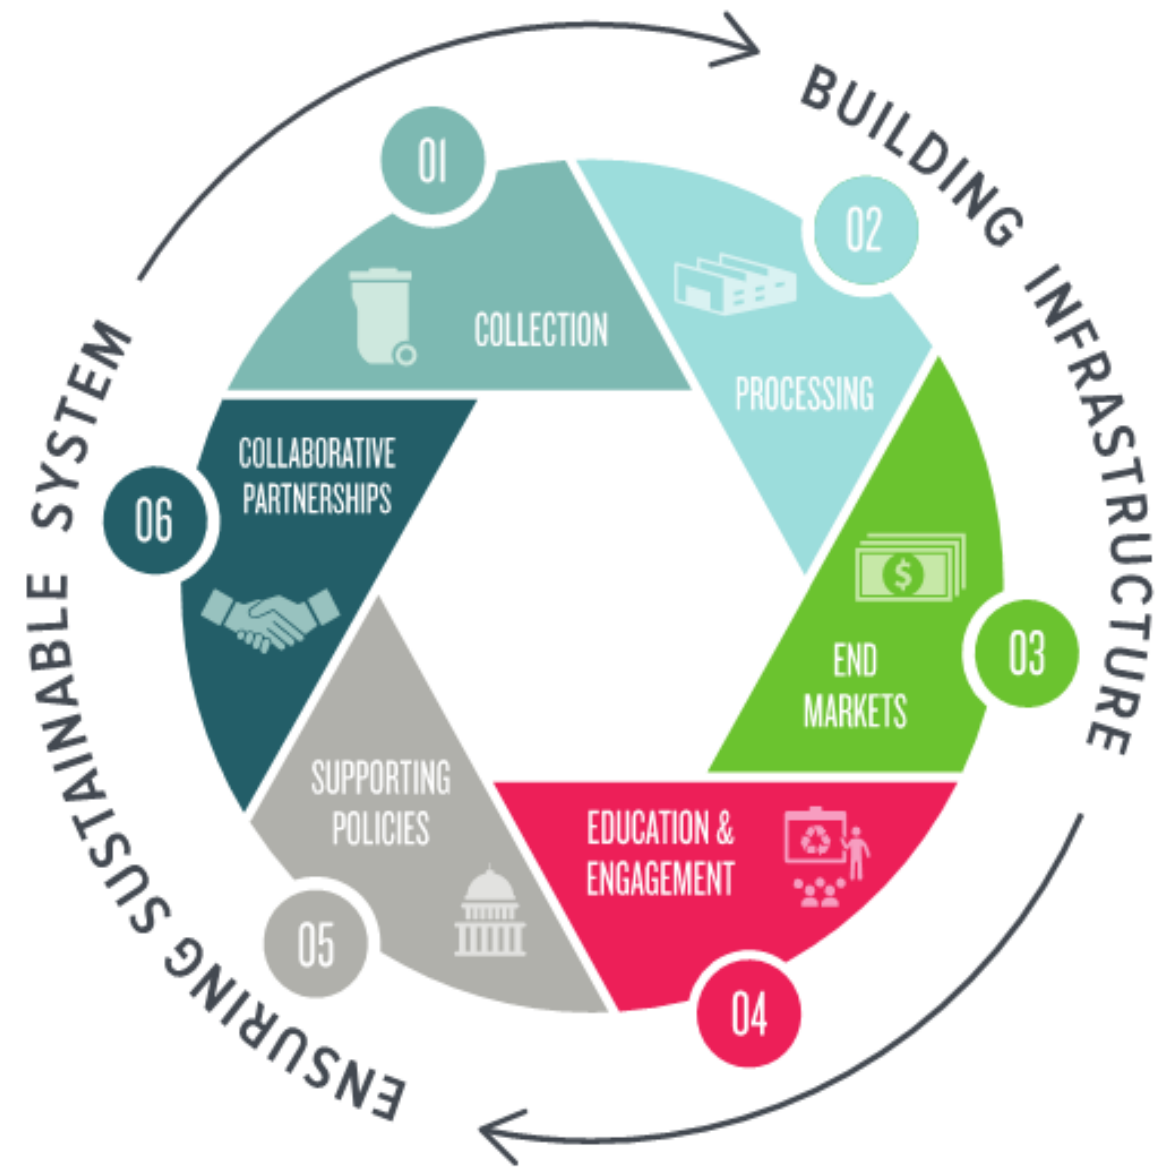 BUILDING INFRASTRUCTURE
01
COLLECTION
02
PROCESSING
03
$
END
MARKETS
04
EDUCATION &
ENGAGEMENT
05
SUPPORTING
POLICIES
06
COLLABORATIVE
PARTNERSHIPS
ENSURING SUSTAINABLE SYSTEM